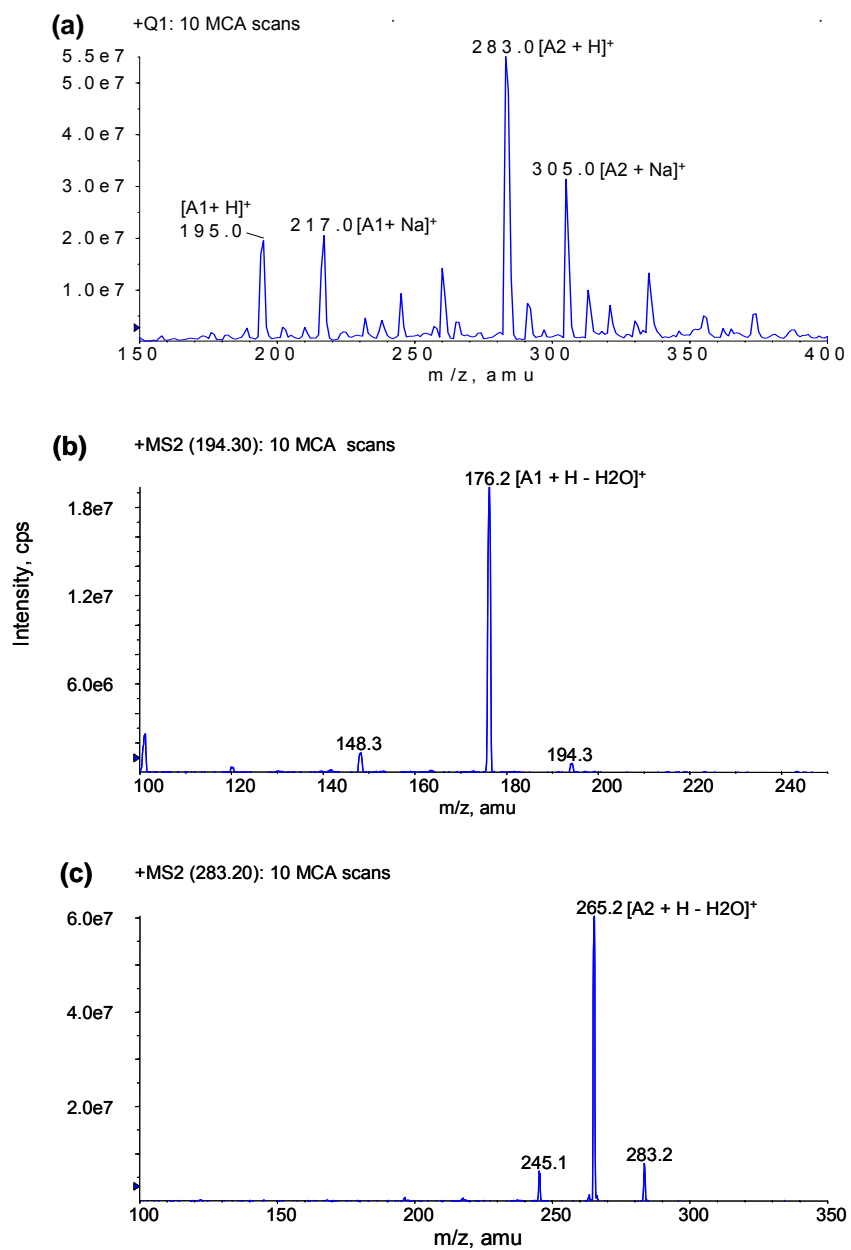 (a)
+Q1: 10 MCA scans
283.0 [A2 + H]+
5.5e7
5.0e7
4.0e7
3.0e7
2.0e7
1.0e7
305.0 [A2 + Na]+
[A1+ H]+
195.0
217.0 [A1+ Na]+
150 200 250 300 350 400
m/z, amu
(b)
+MS2 (194.30): 10 MCA scans
176.2 [A1 + H - H2O]+
1.8e7
1.2e7
6.0e6
Intensity, cps
148.3
194.3
100 120 140 160 180 200 220 240
m/z, amu
(c)
+MS2 (283.20): 10 MCA scans
265.2 [A2 + H - H2O]+
6.0e7
4.0e7
2.0e7
245.1
283.2
100 200 250 300 350
m/z, amu